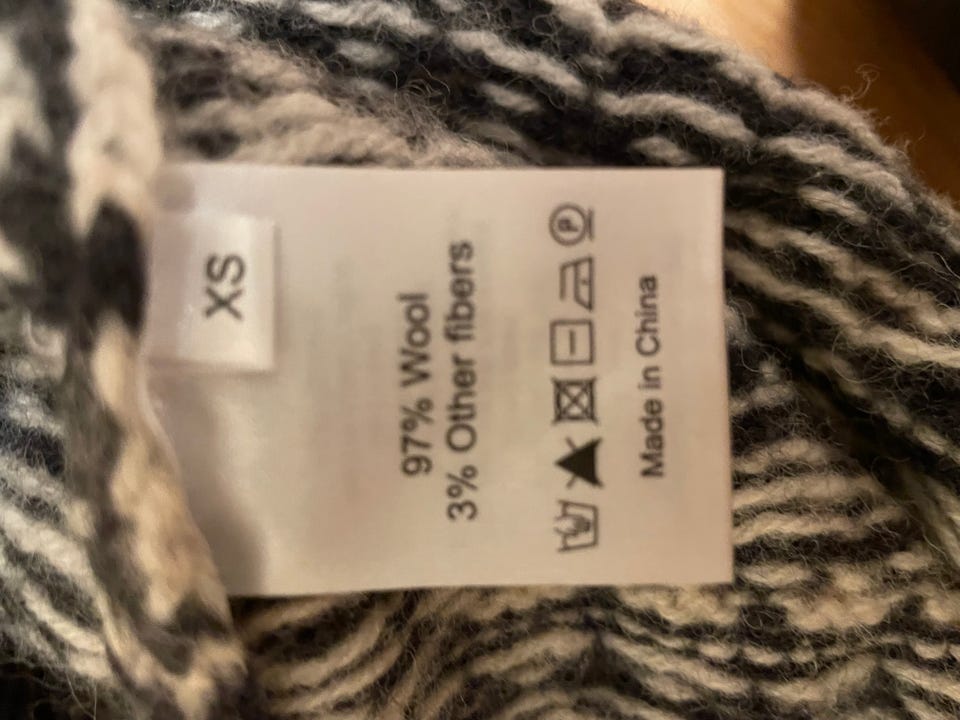 XS
97% Wool
3% Other fibers
P
Made in China